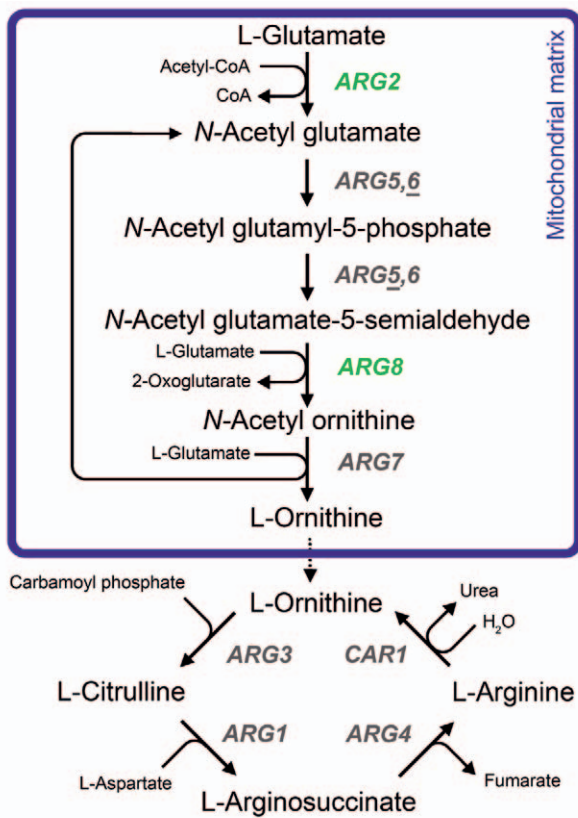 L-Glutamate
Acetyl-CoA
CoA
ARG2
N-Acetyl glutamate
ARG5,6
N-Acetyl glutamyl-5-phosphate
ARG5,6
N-Acetyl glutamate-5-semialdehyde
L-Glutamate
2-Oxoglutarate
ARG8
N-Acetyl ornithine
L-Glutamate
ARG7
L-Ornithine
Mitochondrial matrix
Carbamoyl phosphate
L-Ornithine
Urea
H₂O
ARG3
CAR1
L-Citrulline
L-Arginine
ARG1
ARG4
L-Aspartate
Fumarate
L-Arginosuccinate